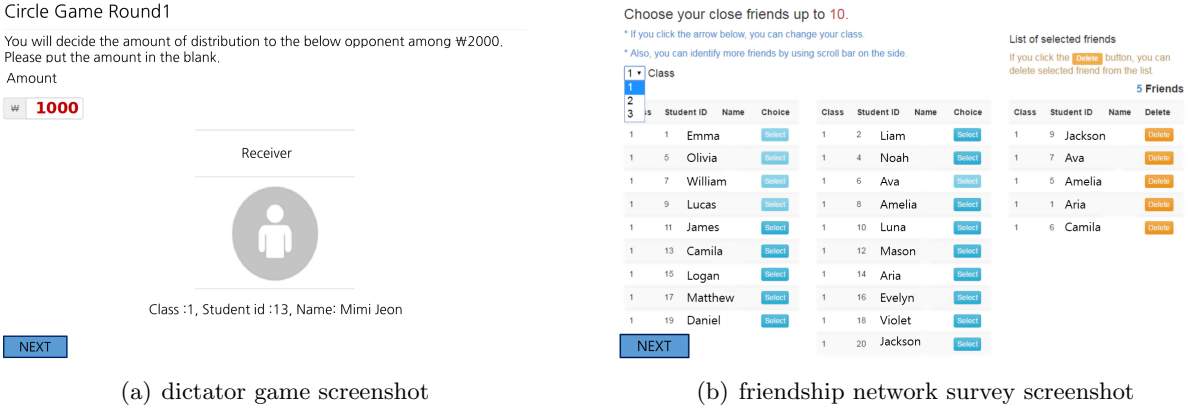 Circle Game Round1
You will decide the amount of distribution to the below opponent among ₩2000.
Please put the amount in the blank.
Amount
₩ 1000
Receiver
Class :1, Student id :13, Name: Mimi Jeon
NEXT
(a) dictator game screenshot
Choose your close friends up to 10.
* If you click the arrow below, you can change your class.
* Also, you can identify more friends by using scroll bar on the side.
1 Class
1
2
3
ss Student ID Name Choice
1 1 Emma Select
1 5 Olivia Select
1 7 William Select
1 9 Lucas Select
1 11 James Select
1 13 Camila Select
1 15 Logan Select
1 17 Matthew Select
1 19 Daniel Select
NEXT
Class Student ID Name Choice
1 2 Liam Select
1 4 Noah Select
1 6 Ava Select
1 8 Amelia Select
1 10 Luna Select
1 12 Mason Select
1 14 Aria Select
1 16 Evelyn Select
1 18 Violet Select
1 20 Jackson Select
List of selected friends
If you click the Delete button, you can
delete selected friend from the list.
5 Friends
Class Student ID Name Delete
1 9 Jackson Delete
1 7 Ava Delete
1 5 Amelia Delete
1 1 Aria Delete
1 6 Camila Delete
(b) friendship network survey screenshot